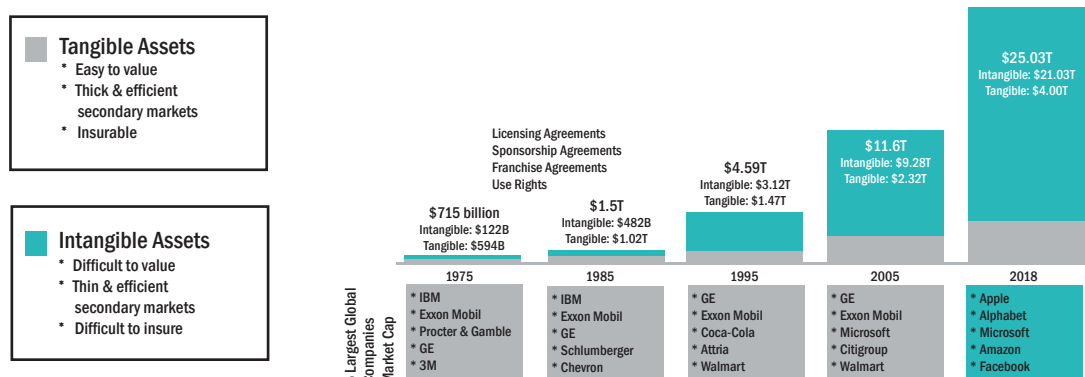 Tangible Assets
* Easy to value
* Thick & efficient
secondary markets
* Insurable
Intangible Assets
* Difficult to value
* Thin & efficient
secondary markets
* Difficult to insure
Licensing Agreements
Sponsorship Agreements
Franchise Agreements
Use Rights
$715 billion
Intangible: $122B
Tangible: $594B
$1.5T
Intangible: $482B
Tangible: $1.02T
$4.59T
Intangible: $3.12T
Tangible: $1.47T
$11.6T
Intangible: $9.28T
Tangible: $2.32T
$25.03T
Intangible: $21.03T
Tangible: $4.00T
1975
1985
1995
2005
2018
Largest Global
Companies
Market Cap
* IBM
* Exxon Mobil
* Procter & Gamble
* GE
* 3M
* IBM
* Exxon Mobil
* GE
* Schlumberger
* Chevron
* GE
* Exxon Mobil
* Coca-Cola
* Attria
* Walmart
* GE
* Exxon Mobil
* Microsoft
* Citigroup
* Walmart
* Apple
* Alphabet
* Microsoft
* Amazon
* Facebook